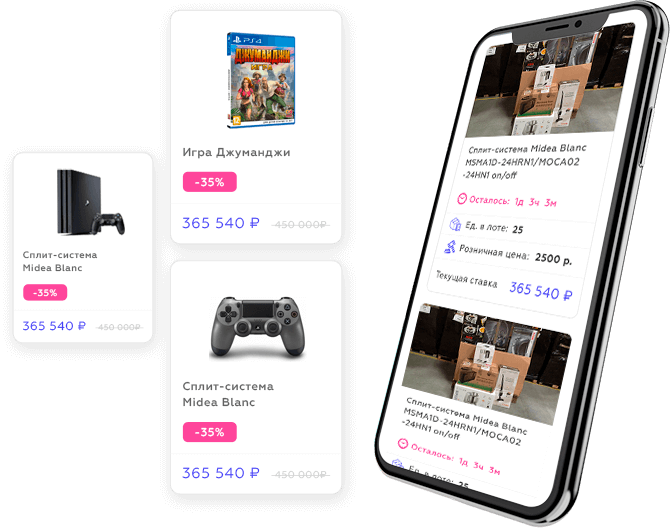 Сплит-система
Midea Blanc
-35%
365 540 ₽
450 000₽
PS4
ДЖУМАНДЖИ
ИГРА
Игра Джуманджи
-35%
365 540 ₽
450 000₽
Сплит-система
Midea Blanc
-35%
365 540 ₽
450 000₽
Сплит-система Midea Blanc
MSMA1D-24HRN1/MOCA02
-24HN1 on/off
Осталось: 1д 3ч 3м
Ед. в лоте: 25
Розничная цена: 2500 р.
Текущая ставка 365 540 ₽
Сплит-система Midea Blanc
MSMA1D-24HRN1/MOCA02
-24HN1 on/off
Осталось: 1д 3ч 3м
Ед. в лоте: 25